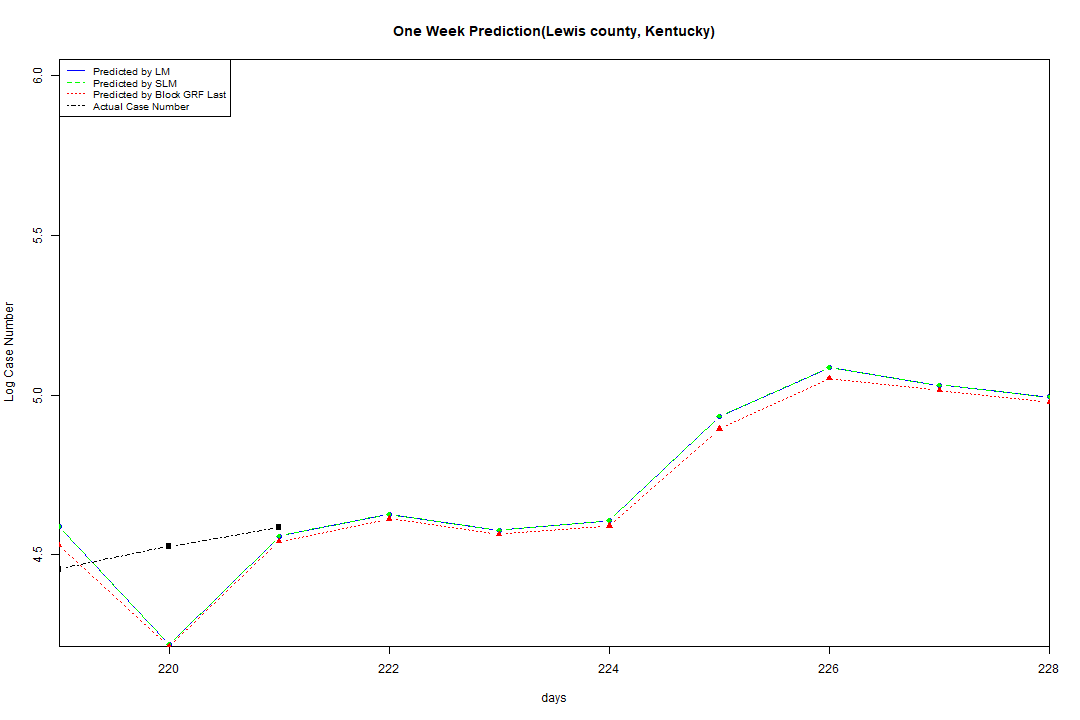 One Week Prediction(Lewis county, Kentucky)
Predicted by LM
Predicted by SLM
Predicted by Block GRF Last
Actual Case Number
6.0
5.5
5.0
4.5
Log Case Number
220 222 224 226 228
days